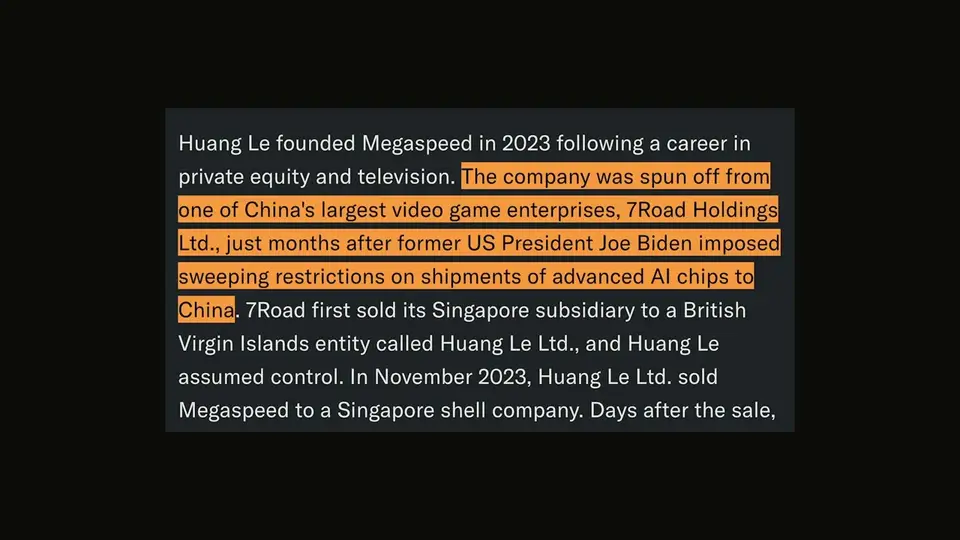 Huang Le founded Megaspeed in 2023 following a career in
private equity and television. The company was spun off from
one of China's largest video game enterprises, 7Road Holdings
Ltd., just months after former US President Joe Biden imposed
sweeping restrictions on shipments of advanced AI chips to
China. 7Road first sold its Singapore subsidiary to a British
Virgin Islands entity called Huang Le Ltd., and Huang Le
assumed control. In November 2023, Huang Le Ltd. sold
Megaspeed to a Singapore shell company. Days after the sale,